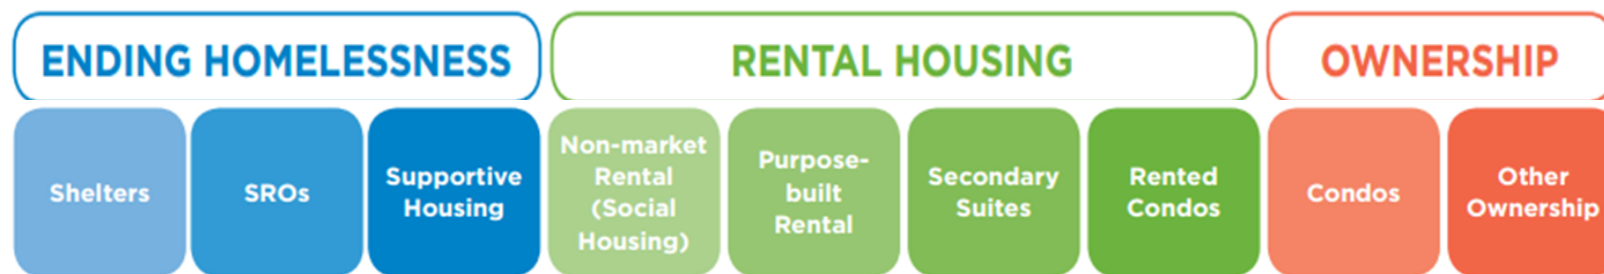 ENDING HOMELESSNESS
RENTAL HOUSING
OWNERSHIP
Shelters
SROs
Supportive
Housing
Non-market
Rental
(Social
Housing)
Purpose-
built
Rental
Secondary
Suites
Rented
Condos
Condos
Other
Ownership